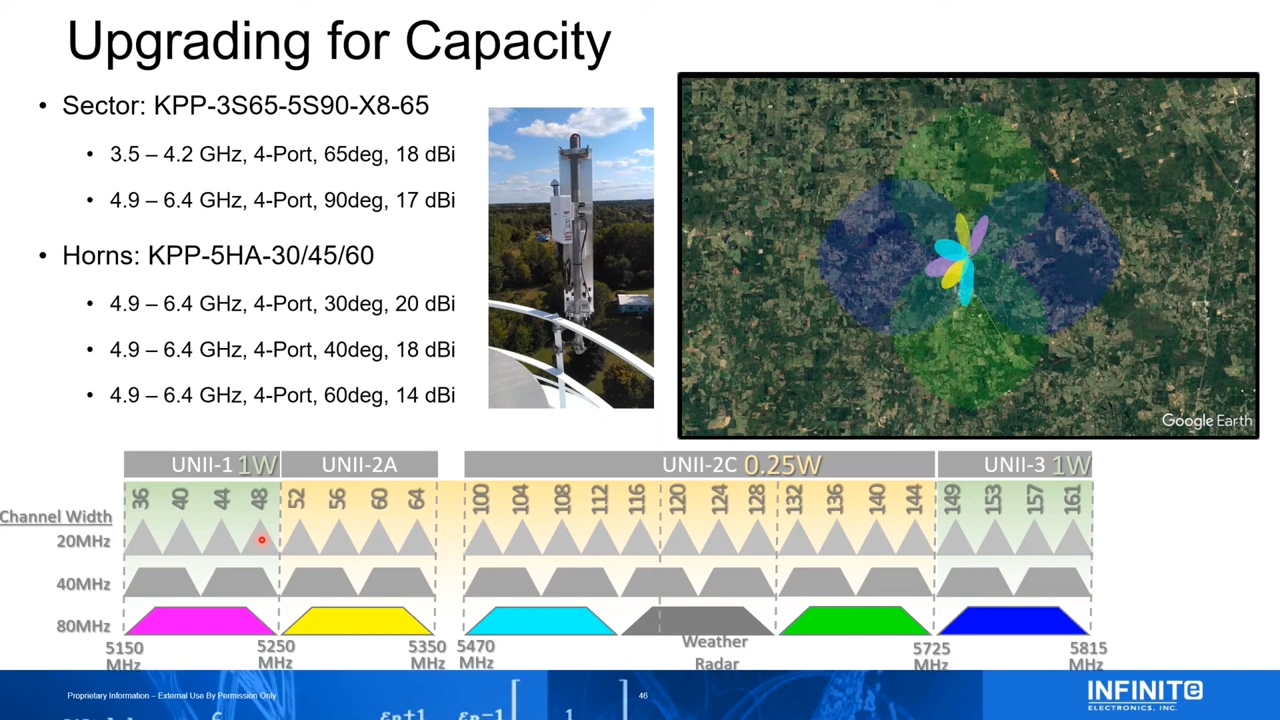 Upgrading for Capacity
• Sector: KPP-3S65-5S90-X8-65
• 3.5 – 4.2 GHz, 4-Port, 65deg, 18 dBi
• 4.9 – 6.4 GHz, 4-Port, 90deg, 17 dBi
• Horns: KPP-5HA-30/45/60
• 4.9 – 6.4 GHz, 4-Port, 30deg, 20 dBi
• 4.9 – 6.4 GHz, 4-Port, 40deg, 18 dBi
• 4.9 – 6.4 GHz, 4-Port, 60deg, 14 dBi
Google Earth
UNII-1 1W UNII-2A UNII-2C 0.25W UNII-3 1W
36 40 44 48 52 56 60 64 100 104 108 112 116 120 124 128 132 136 140 144 149 153 157 161
Channel Width
20MHz
40MHz
80MHz
5150 5250 5350 5470 Weather 5725 5815
MHz MHz MHz MHz Radar MHz MHz
Proprietary Information – External Use By Permission Only
46
INFINITE
ELECTRONICS, INC.